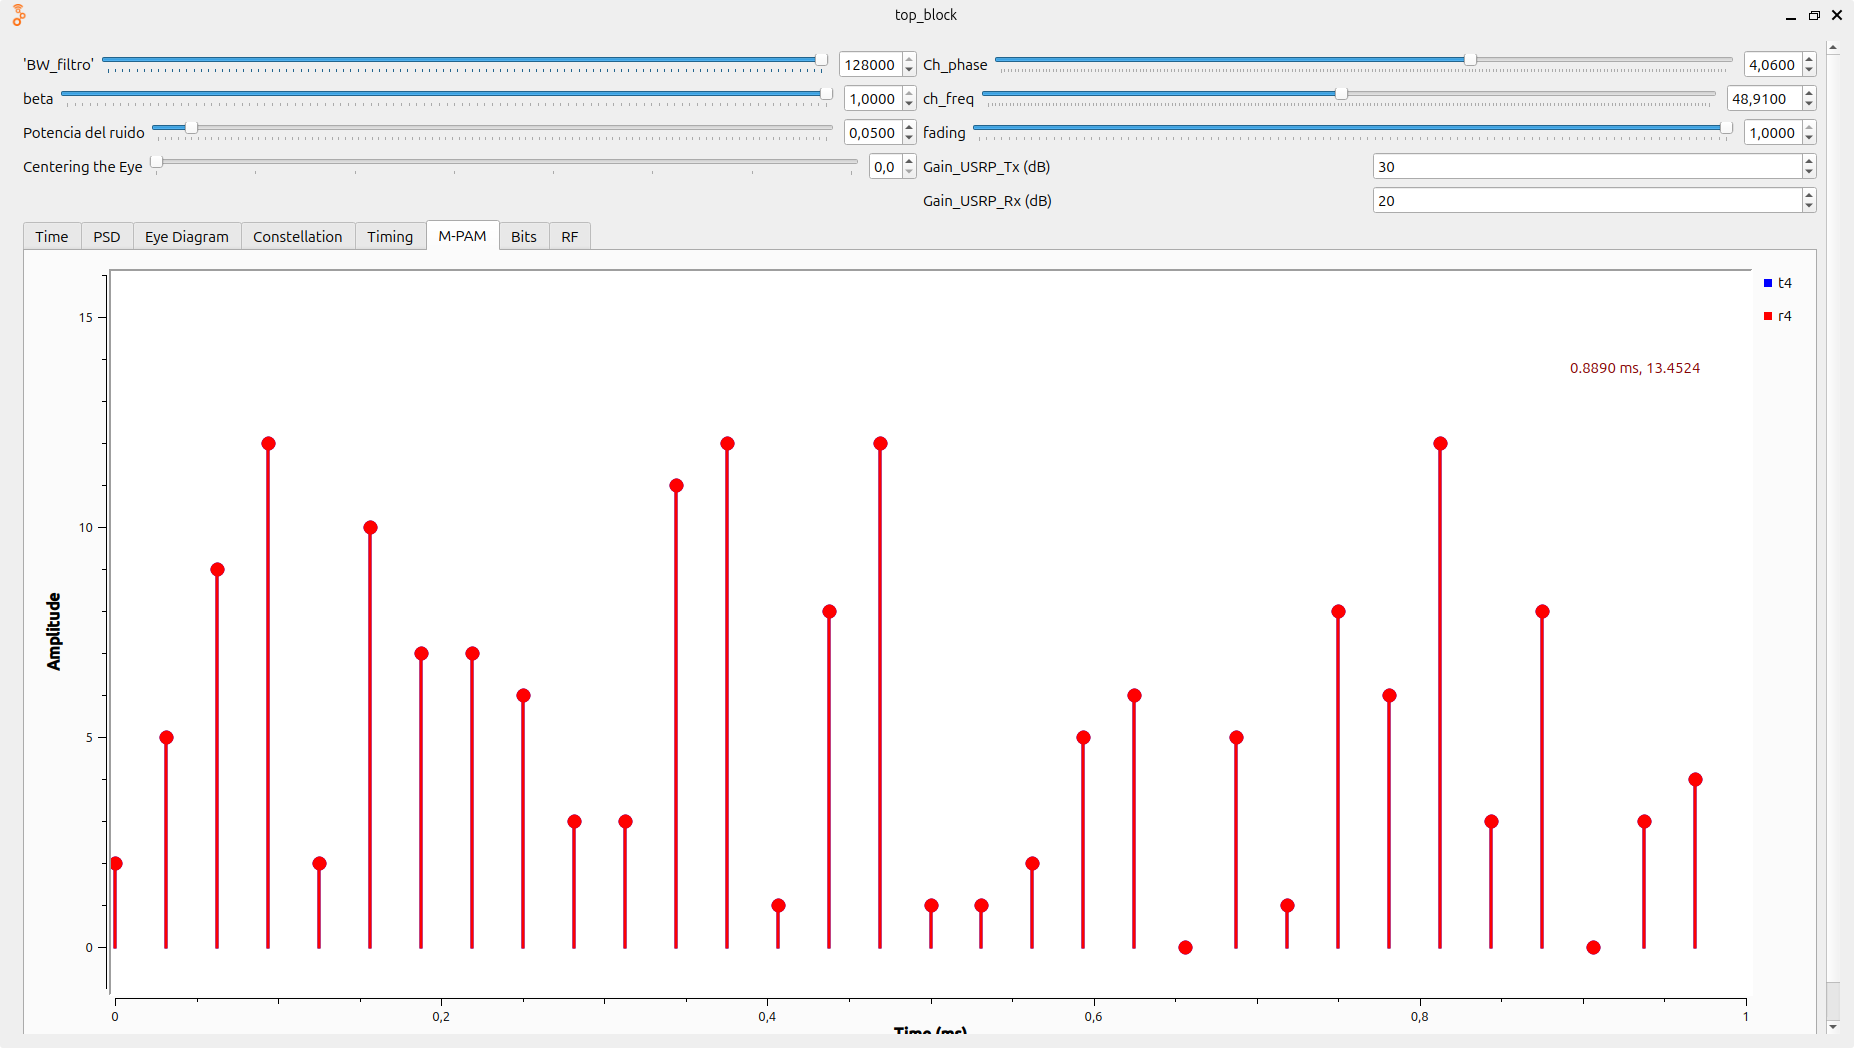 top_block
'BW_filtro' 128000 Ch_phase 4,0600
beta 1,0000 ch_freq 48,9100
Potencia del ruido 0,0500 fading 1,0000
Centering the Eye 0,0 Gain_USRP_Tx (dB) 30
Gain_USRP_Rx (dB) 20
Time PSD Eye Diagram Constellation Timing M-PAM Bits RF
t4
15 r4
0.8890 ms, 13.4524
10
Amplitude
5
0
0 0,2 0,4 0,6 0,8 1
Time (ms)